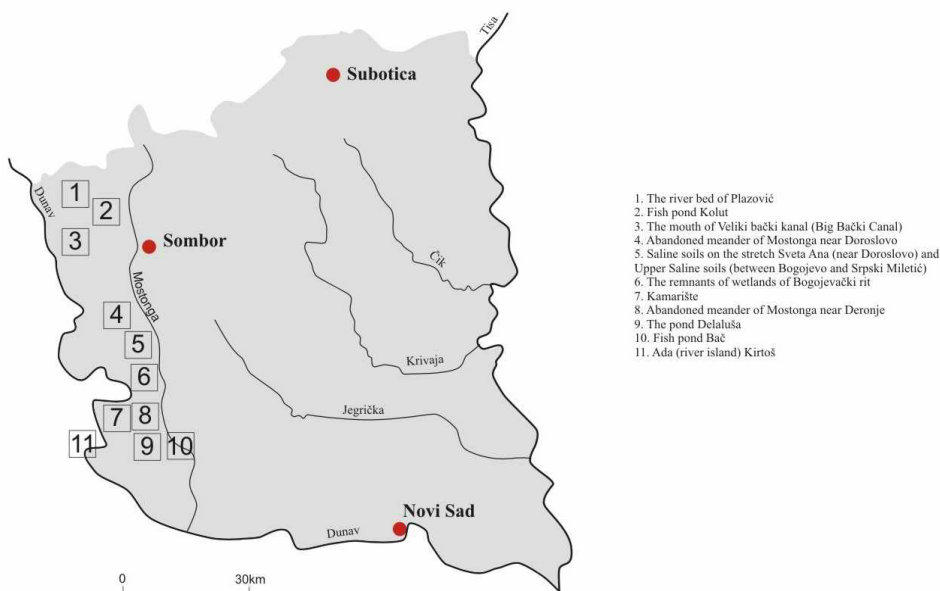 Tisa
Subotica
Dunav
1
2
3
Sombor
Čik
Mostonga
4
5
6
Krivaja
7
8
Jegrička
11
9
10
Novi Sad
Dunav
0
30km
1. The river bed of Plazović
2. Fish pond Kolut
3. The mouth of Veliki bački kanal (Big Bački Canal)
4. Abandoned meander of Mostonga near Doroslovo
5. Saline soils on the stretch Sveta Ana (near Doroslovo) and
Upper Saline soils (between Bogojevo and Srpski Miletić)
6. The remnants of wetlands of Bogojevački rit
7. Kamarište
8. Abandoned meander of Mostonga near Deronje
9. The pond Delaluša
10. Fish pond Bač
11. Ada (river island) Kirtoš